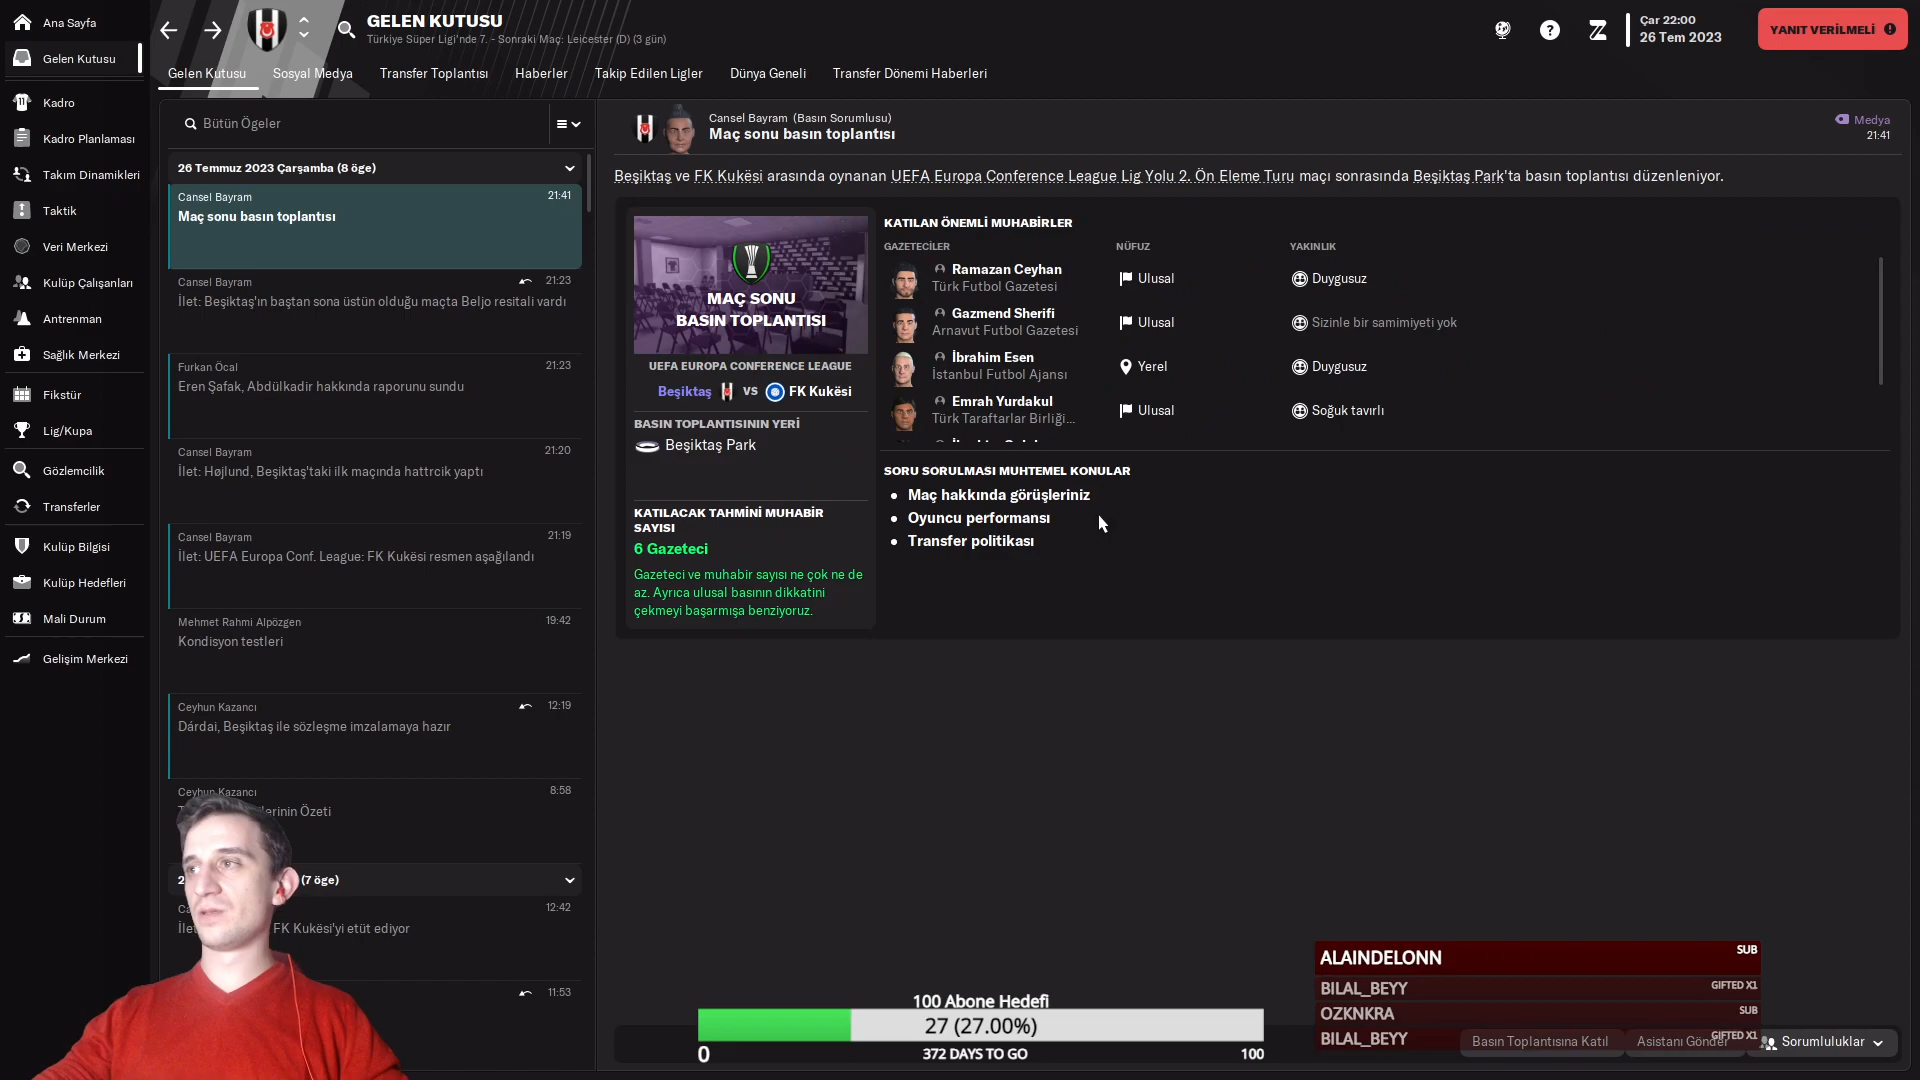 Ana Sayfa
Gelen Kutusu
Kadro
Kadro Planlaması
Takım Dinamikleri
Taktik
Veri Merkezi
Kulüp Çalışanları
Antrenman
Sağlık Merkezi
Fikstür
Lig/Kupa
Gözlemcilik
Transferler
Kulüp Bilgisi
Kulüp Hedefleri
Mali Durum
Gelişim Merkezi
GELEN KUTUSU
Türkiye Süper Ligi'nde 7. - Sonraki Maç: Leicester (D) (3 gün)
Çar 22:00
26 Tem 2023
YANIT VERİLMELİ
Gelen Kutusu
Sosyal Medya
Transfer Toplantısı
Haberler
Takip Edilen Ligler
Dünya Geneli
Transfer Dönemi Haberleri
Bütün Ögeler
26 Temmuz 2023 Çarşamba (8 öge)
Cansel Bayram 21:41
Maç sonu basın toplantısı
Cansel Bayram 21:23
İlet: Beşiktaş'ın baştan sona üstün olduğu maçta Beljo resitali vardı
Furkan Öcal 21:23
Eren Şafak, Abdülkadir hakkında raporunu sundu
Cansel Bayram 21:20
İlet: Højlund, Beşiktaş'taki ilk maçında hattrcik yaptı
Cansel Bayram 21:19
İlet: UEFA Europa Conf. League: FK Kukësi resmen aşağılandı
Mehmet Rahmi Alpözgen 19:42
Kondisyon testleri
Ceyhun Kazancı 12:19
Dárdai, Beşiktaş ile sözleşme imzalamaya hazır
Ceyhun Kazancı 8:58
Özeti
(7 öge)
12:42
FK Kukësi'yi etüt ediyor
11:53
Cansel Bayram (Basın Sorumlusu)
Maç sonu basın toplantısı
Medya
21:41
Beşiktaş ve FK Kukësi arasında oynanan UEFA Europa Conference League Lig Yolu 2. Ön Eleme Turu maçı sonrasında Beşiktaş Park'ta basın toplantısı düzenleniyor.
MAÇ SONU
BASIN TOPLANTISI
UEFA EUROPA CONFERENCE LEAGUE
Beşiktaş VS FK Kukësi
BASIN TOPLANTISININ YERİ
Beşiktaş Park
KATILACAK TAHMİNİ MUHABİR
SAYISI
6 Gazeteci
Gazeteci ve muhabir sayısı ne çok ne de
az. Ayrıca ulusal basının dikkatini
çekmeyi başarmışa benziyoruz.
KATILAN ÖNEMLİ MUHABİRLER
GAZETECİLER NÜFUZ YAKINLIK
Ramazan Ceyhan
Türk Futbol Gazetesi
Ulusal
Duygusuz
Gazmend Sherifi
Arnavut Futbol Gazetesi
Ulusal
Sizinle bir samimiyeti yok
İbrahim Esen
İstanbul Futbol Ajansı
Yerel
Duygusuz
Emrah Yurdakul
Türk Taraftarlar Birliği...
Ulusal
Soğuk tavırlı
SORU SORULMASI MUHTEMEL KONULAR
• Maç hakkında görüşleriniz
• Oyuncu performansı
• Transfer politikası
100 Abone Hedefi
27 (27.00%)
0 372 DAYS TO GO 100
ALAINDELONN SUB
BILAL_BEYY GIFTED X1
OZKNKRA SUB
BILAL_BEYY GIFTED X1
Basın Toplantısına Katıl
Asistanı Gönder
Sorumluluklar